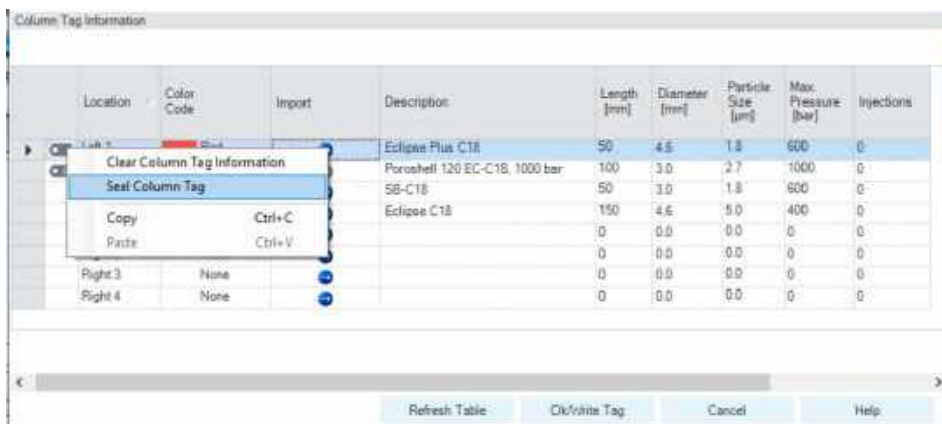 Column Tag Information
Location Color Code Import Description Length [mm] Diameter [mm] Particle Size [µm] Max. Pressure [bar] Injections
Eclipse Plus C18 50 4.6 1.8 600 0
Poroshell 120 EC-C18, 1000 bar 100 3.0 2.7 1000 0
SB-C18 50 3.0 1.8 600 0
Eclipse C18 150 4.6 5.0 400 0
0 0.0 0.0 0 0
0 0.0 0.0 0 0
Right 3 None 0 0.0 0.0 0 0
Right 4 None 0 0.0 0.0 0 0
Clear Column Tag Information
Seal Column Tag
Copy Ctrl+C
Paste Ctrl+V
Refresh Table Ok/Write Tag Cancel Help